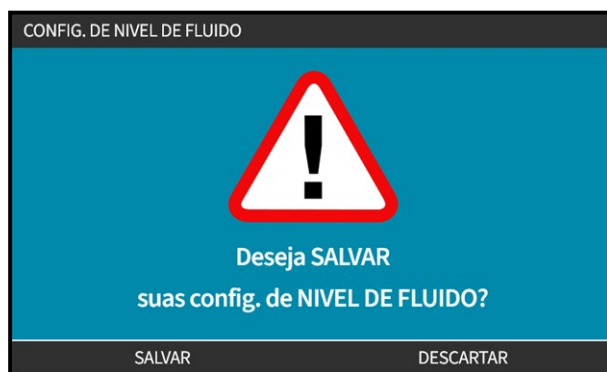 CONFIG. DE NIVEL DE FLUIDO
!
Deseja SALVAR
suas config. de NIVEL DE FLUIDO?
SALVAR DESCARTAR